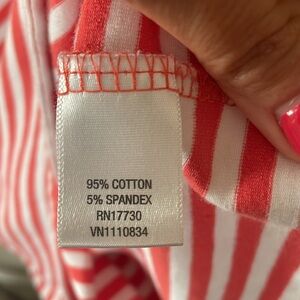 95% COTTON
5% SPANDEX
RN17730
VN1110834